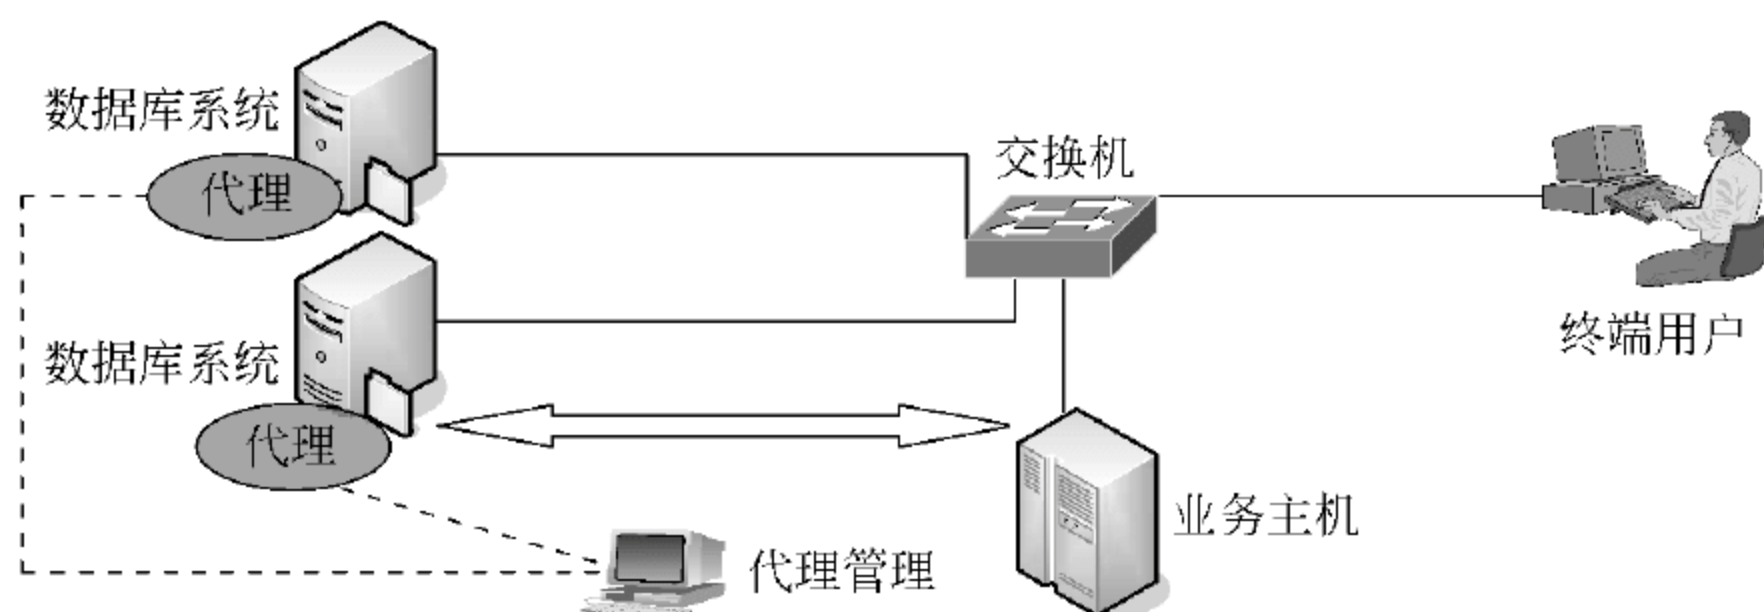 数据库系统
代理
交换机
数据库系统
代理
终端用户
业务主机
代理管理